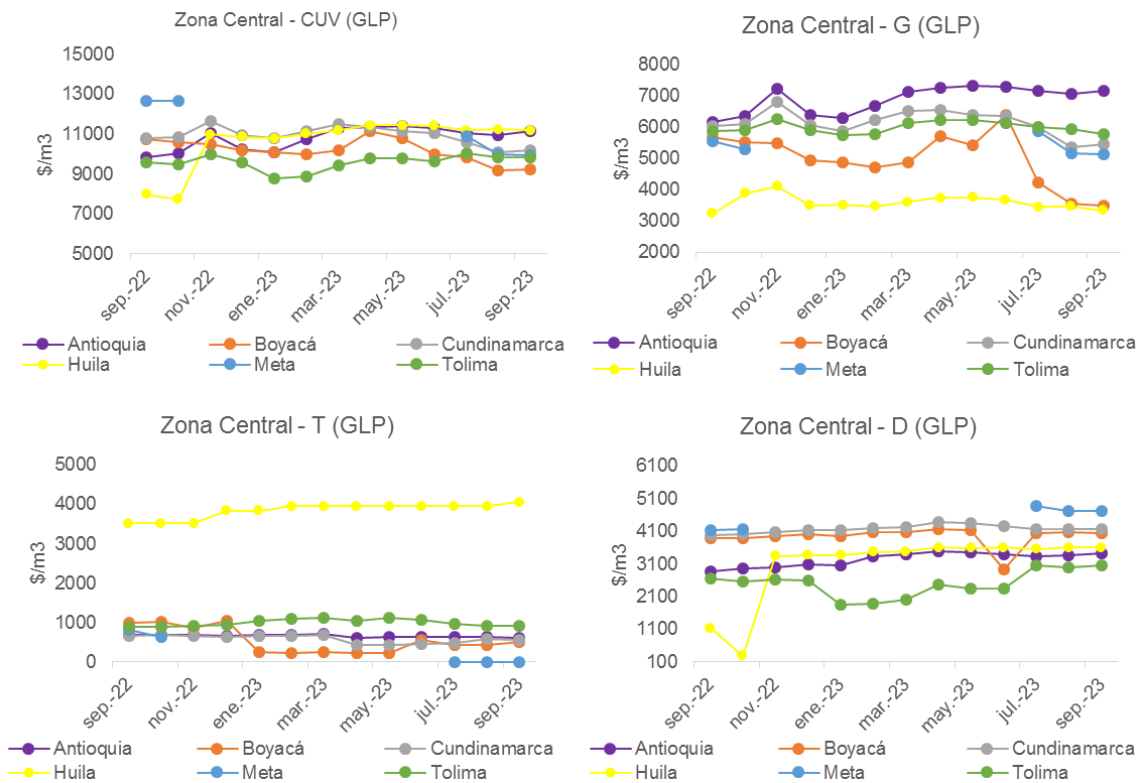 Zona Central - CUV (GLP)
15000
13000
11000
9000
7000
5000
$/m3
sep.-22
nov.-22
ene.-23
mar.-23
may.-23
jul.-23
sep.-23
Antioquia Boyacá Cundinamarca
Huila Meta Tolima
Zona Central - G (GLP)
8000
7000
6000
5000
4000
3000
2000
$/m3
sep.-22
nov.-22
ene.-23
mar.-23
may.-23
jul.-23
sep.-23
Antioquia Boyacá Cundinamarca
Huila Meta Tolima
Zona Central - T (GLP)
5000
4000
3000
2000
1000
0
$/m3
sep.-22
nov.-22
ene.-23
mar.-23
may.-23
jul.-23
sep.-23
Antioquia Boyacá Cundinamarca
Huila Meta Tolima
Zona Central - D (GLP)
6100
5100
4100
3100
2100
1100
100
$/m3
sep.-22
nov.-22
ene.-23
mar.-23
may.-23
jul.-23
sep.-23
Antioquia Boyacá Cundinamarca
Huila Meta Tolima